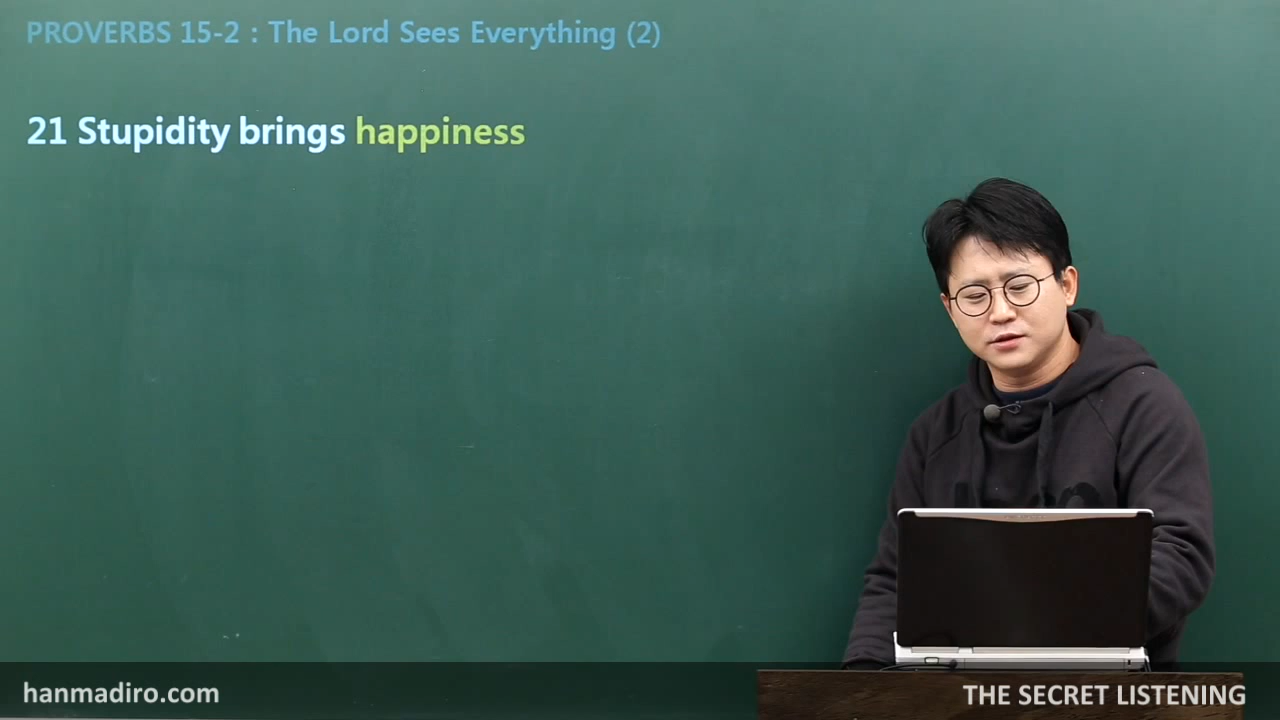 PROVERBS 15-2 : The Lord Sees Everything (2)
21 Stupidity brings happiness
hanmadiro.com
THE SECRET LISTENING